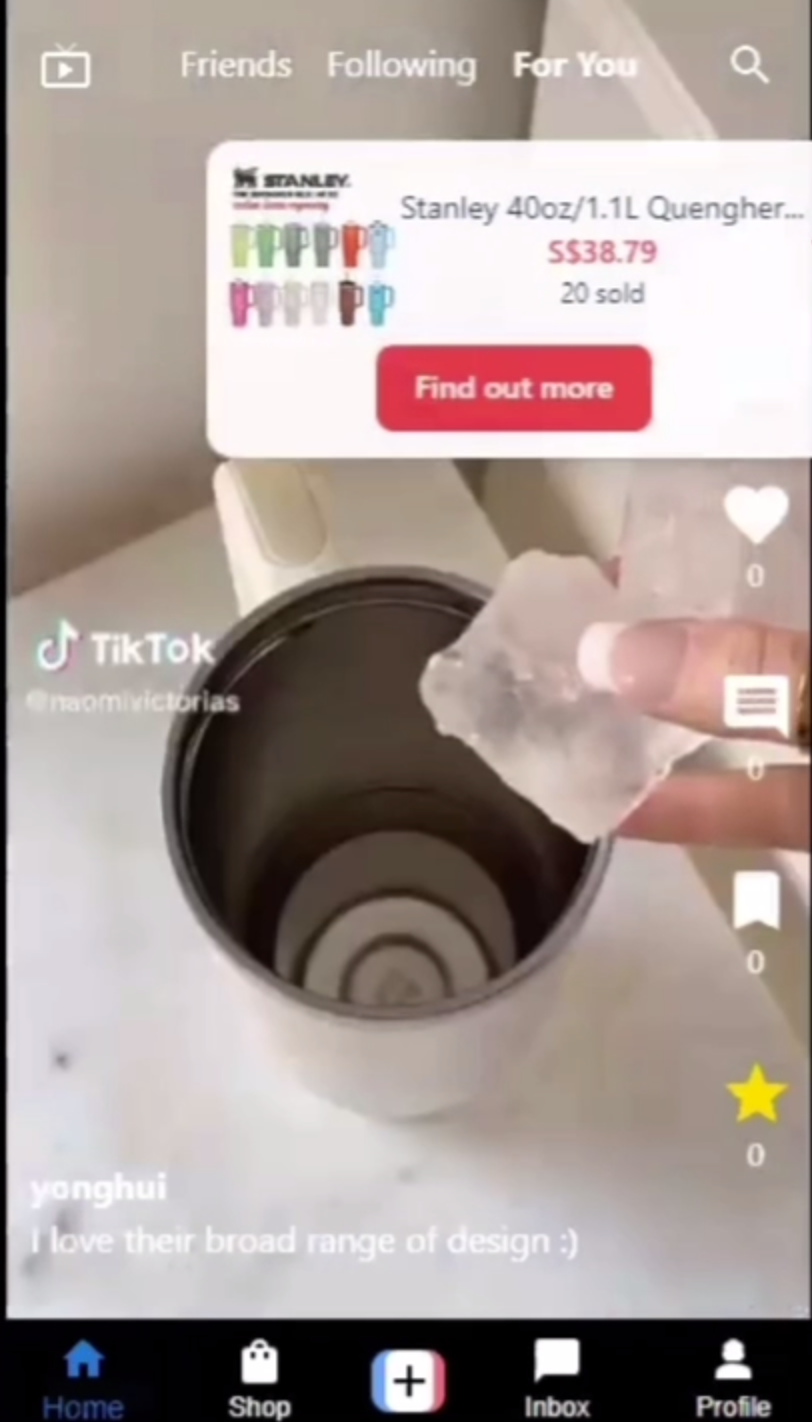 Friends Following For You
STANLEY.
Stanley 40oz/1.1L Quengher...
S$38.79
20 sold
Find out more
0
TikTok
@naomivictorias
0
0
0
yonghui
I love their broad range of design :)
Home Shop Inbox Profile